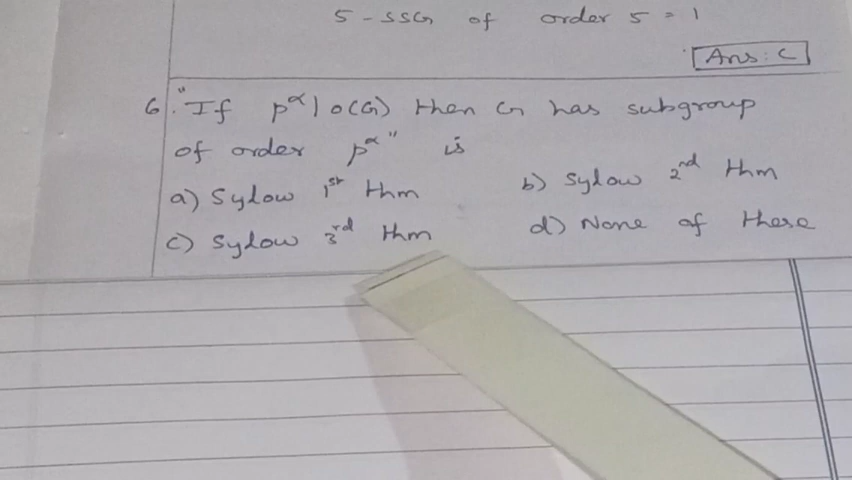 5-SSG of order 5 = 1
Ans: C
6. "If p^α | o(G) then G has subgroup
of order p^α" is
a) Sylow 1st thm b) Sylow 2nd thm
c) Sylow 3rd thm d) None of these